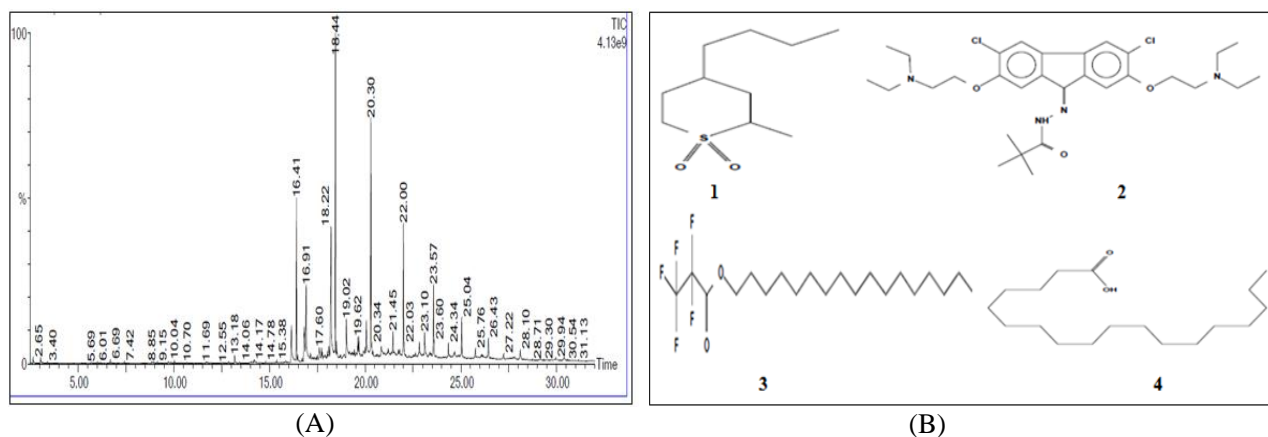 TIC
4.13e9
100
%
2.65
3.40
5.69
6.01
6.69
7.42
8.85
9.15
10.04
10.70
11.69
12.55
13.18
14.06
14.17
14.78
15.38
16.41
16.91
17.60
18.22
18.44
19.02
19.62
20.30
20.34
21.45
22.00
22.03
23.10
23.57
23.60
24.34
25.04
25.76
26.43
27.22
28.10
28.71
29.30
29.94
30.54
31.13
5.00 10.00 15.00 20.00 25.00 30.00
Time
(A)
S
O O
1
Cl Cl
N N
O O
N
NH
O
2
F
F
F F O
F F O
3
O
OH
4
(B)